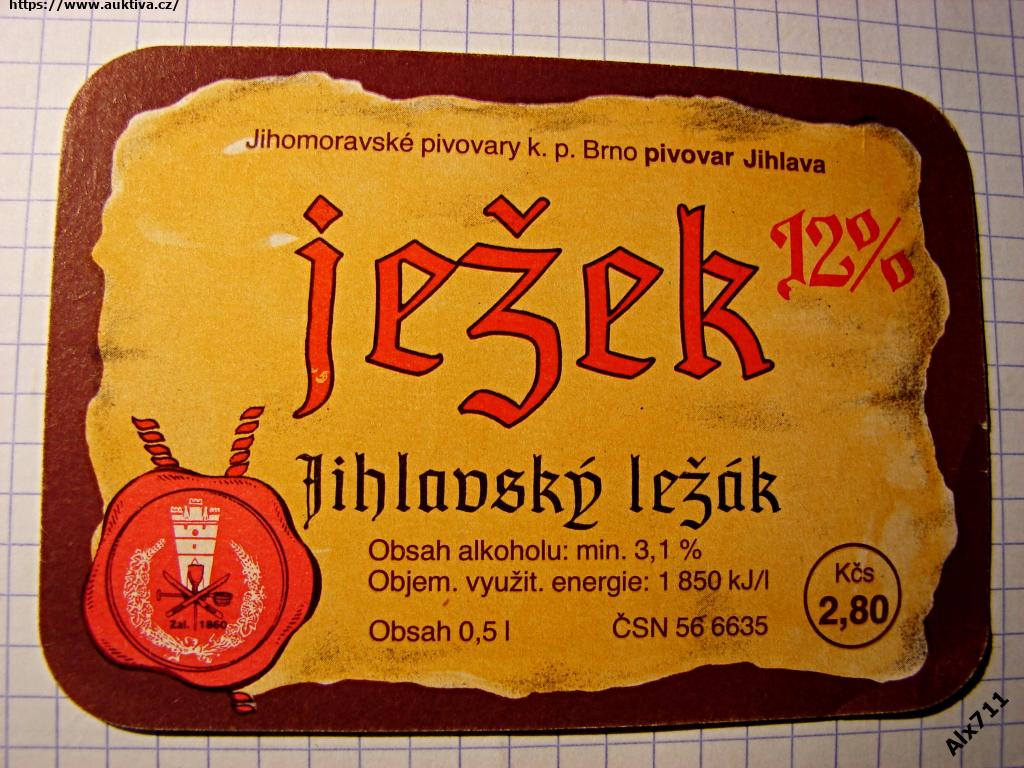 https://www.auktiva.cz/
Jihomoravské pivovary k. p. Brno pivovar Jihlava
ježek 12%
Jihlavský ležák
Obsah alkoholu: min. 3,1 %
Objem. využit. energie: 1 850 kJ/l
Obsah 0,5 l ČSN 56 6635
Kčs
2,80
Zal. 1860
Alx711